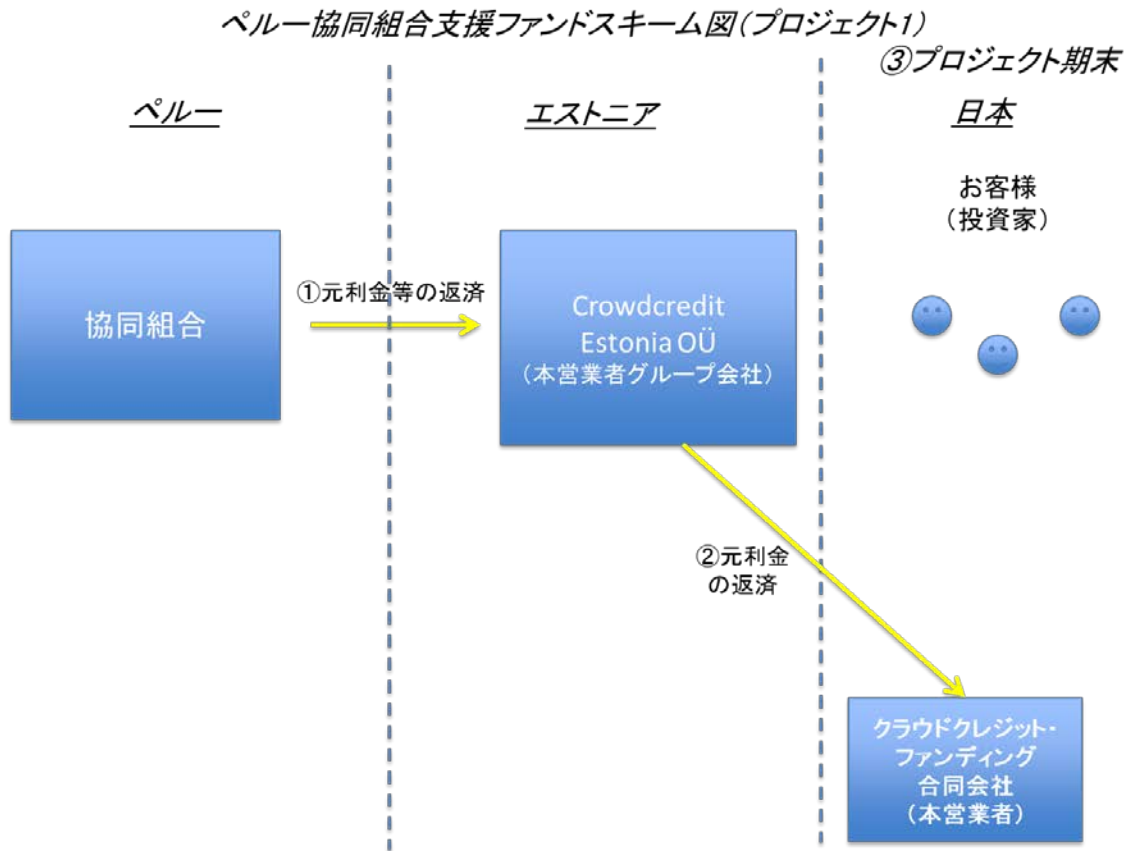 ペルー協同組合支援ファンドスキーム図(プロジェクト1)
③プロジェクト期末
ペルー
エストニア
日本
お客様
(投資家)
協同組合
①元利金等の返済
Crowdcredit
Estonia OÜ
(本営業者グループ会社)
②元利金
の返済
クラウドクレジット・
ファンディング
合同会社
(本営業者)